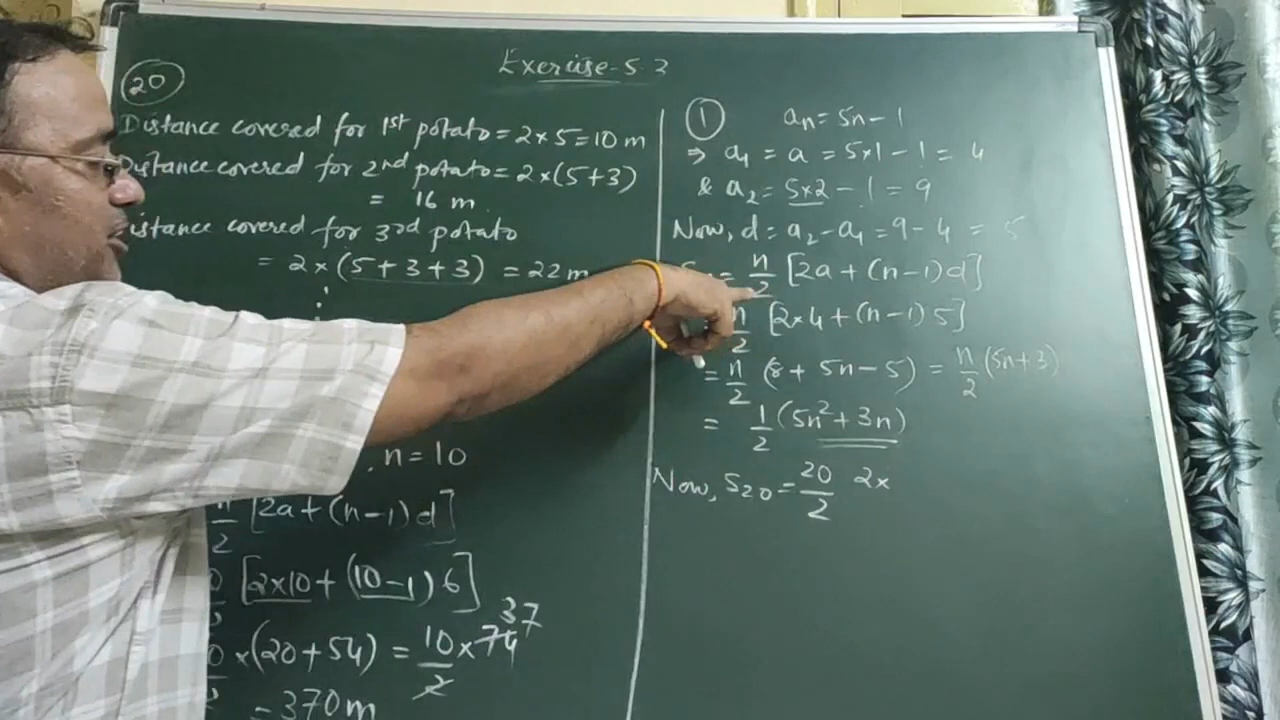 Exercise-5.3
20
Distance covered for 1st potato = 2×5=10 m
Distance covered for 2nd potato = 2×(5+3)
= 16 m
istance covered for 3rd potato
= 2×(5+3+3) = 22 m
, n = 10
n/2 [2a+(n-1)d]
[2×10+(10-1)6]
×(20+54) = 10/2 × 74 37
= 370 m
1 an = 5n-1
⇒ a1 = a = 5×1-1 = 4
& a2 = 5×2-1 = 9
Now, d = a2-a1 = 9-4 = 5
= n/2 [2a+(n-1)d]
n/2 [2×4+(n-1)5]
= n/2 (8+5n-5) = n/2 (5n+3)
= 1/2 (5n²+3n)
Now, S20 = 20/2 2×